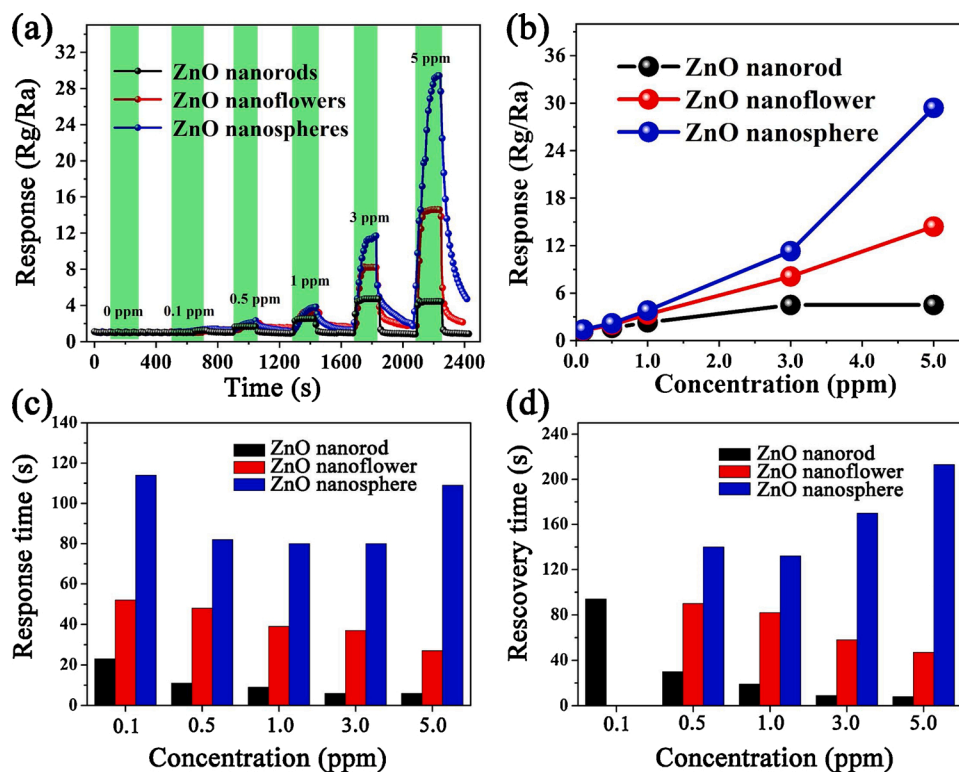 (a)
Response (Rg/Ra)
36
32
28
24
20
16
12
8
4
0
ZnO nanorods
ZnO nanoflowers
ZnO nanospheres
0 ppm
0.1 ppm
0.5 ppm
1 ppm
3 ppm
5 ppm
0 400 800 1200 1600 2000 2400
Time (s)
(b)
Response (Rg/Ra)
36
30
24
18
12
6
0
ZnO nanorod
ZnO nanoflower
ZnO nanosphere
0.0 1.0 2.0 3.0 4.0 5.0
Concentration (ppm)
(c)
Response time (s)
140
120
100
80
60
40
20
0
ZnO nanorod
ZnO nanoflower
ZnO nanosphere
0.1 0.5 1.0 3.0 5.0
Concentration (ppm)
(d)
Rescovery time (s)
240
200
160
120
80
40
0
ZnO nanorod
ZnO nanoflower
ZnO nanosphere
0.1 0.5 1.0 3.0 5.0
Concentration (ppm)